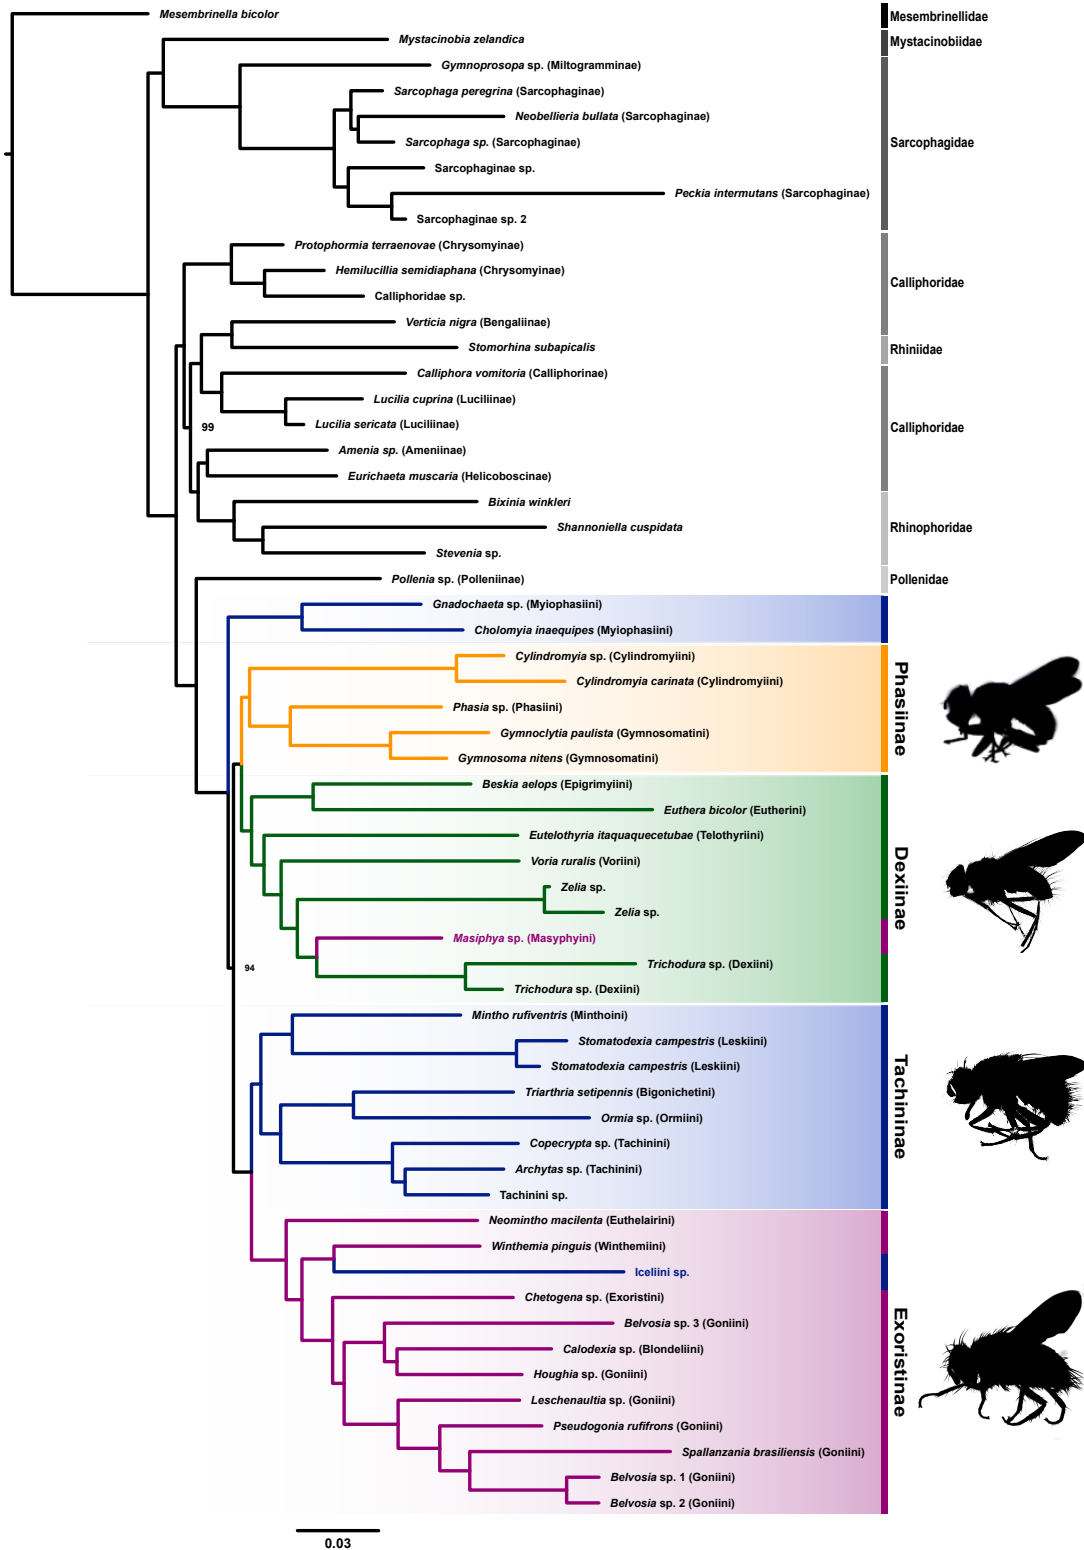 Mesembrinella bicolor
Mesembrinellidae
Mystacinobia zelandica
Mystacinobiidae
Gymnoprosopa sp. (Miltogramminae)
Sarcophaga peregrina (Sarcophaginae)
Neobellieria bullata (Sarcophaginae)
Sarcophaga sp. (Sarcophaginae)
Sarcophagidae
Sarcophaginae sp.
Peckia intermutans (Sarcophaginae)
Sarcophaginae sp. 2
Protophormia terraenovae (Chrysomyinae)
Hemilucillia semidiaphana (Chrysomyinae)
Calliphoridae
Calliphoridae sp.
Verticia nigra (Bengaliinae)
Stomorhina subapicalis
Rhiniidae
Calliphora vomitoria (Calliphorinae)
Lucilia cuprina (Luciliinae)
Lucilia sericata (Luciliinae)
99
Calliphoridae
Amenia sp. (Ameniinae)
Eurichaeta muscaria (Helicoboscinae)
Bixinia winkleri
Shannoniella cuspidata
Rhinophoridae
Stevenia sp.
Pollenia sp. (Polleniinae)
Pollenidae
Gnadochaeta sp. (Myiophasiini)
Cholomyia inaequipes (Myiophasiini)
Cylindromyia sp. (Cylindromyiini)
Cylindromyia carinata (Cylindromyiini)
Phasia sp. (Phasiini)
Phasiinae
Gymnoclytia paulista (Gymnosomatini)
Gymnosoma nitens (Gymnosomatini)
Beskia aelops (Epigrimyiini)
Euthera bicolor (Eutherini)
Eutelothyria itaquaquecetubae (Telothyriini)
Voria ruralis (Voriini)
Dexiinae
Zelia sp.
Zelia sp.
Masiphya sp. (Masyphyini)
Trichodura sp. (Dexiini)
94
Trichodura sp. (Dexiini)
Mintho rufiventris (Minthoini)
Stomatodexia campestris (Leskiini)
Stomatodexia campestris (Leskiini)
Triarthria setipennis (Bigonichetini)
Tachininae
Ormia sp. (Ormiini)
Copecrypta sp. (Tachinini)
Archytas sp. (Tachinini)
Tachinini sp.
Neomintho macilenta (Euthelairini)
Winthemia pinguis (Winthemiini)
Iceliini sp.
Chetogena sp. (Exoristini)
Belvosia sp. 3 (Goniini)
Calodexia sp. (Blondeliini)
Exoristinae
Houghia sp. (Goniini)
Leschenaultia sp. (Goniini)
Pseudogonia rufifrons (Goniini)
Spallanzania brasiliensis (Goniini)
Belvosia sp. 1 (Goniini)
Belvosia sp. 2 (Goniini)
0.03